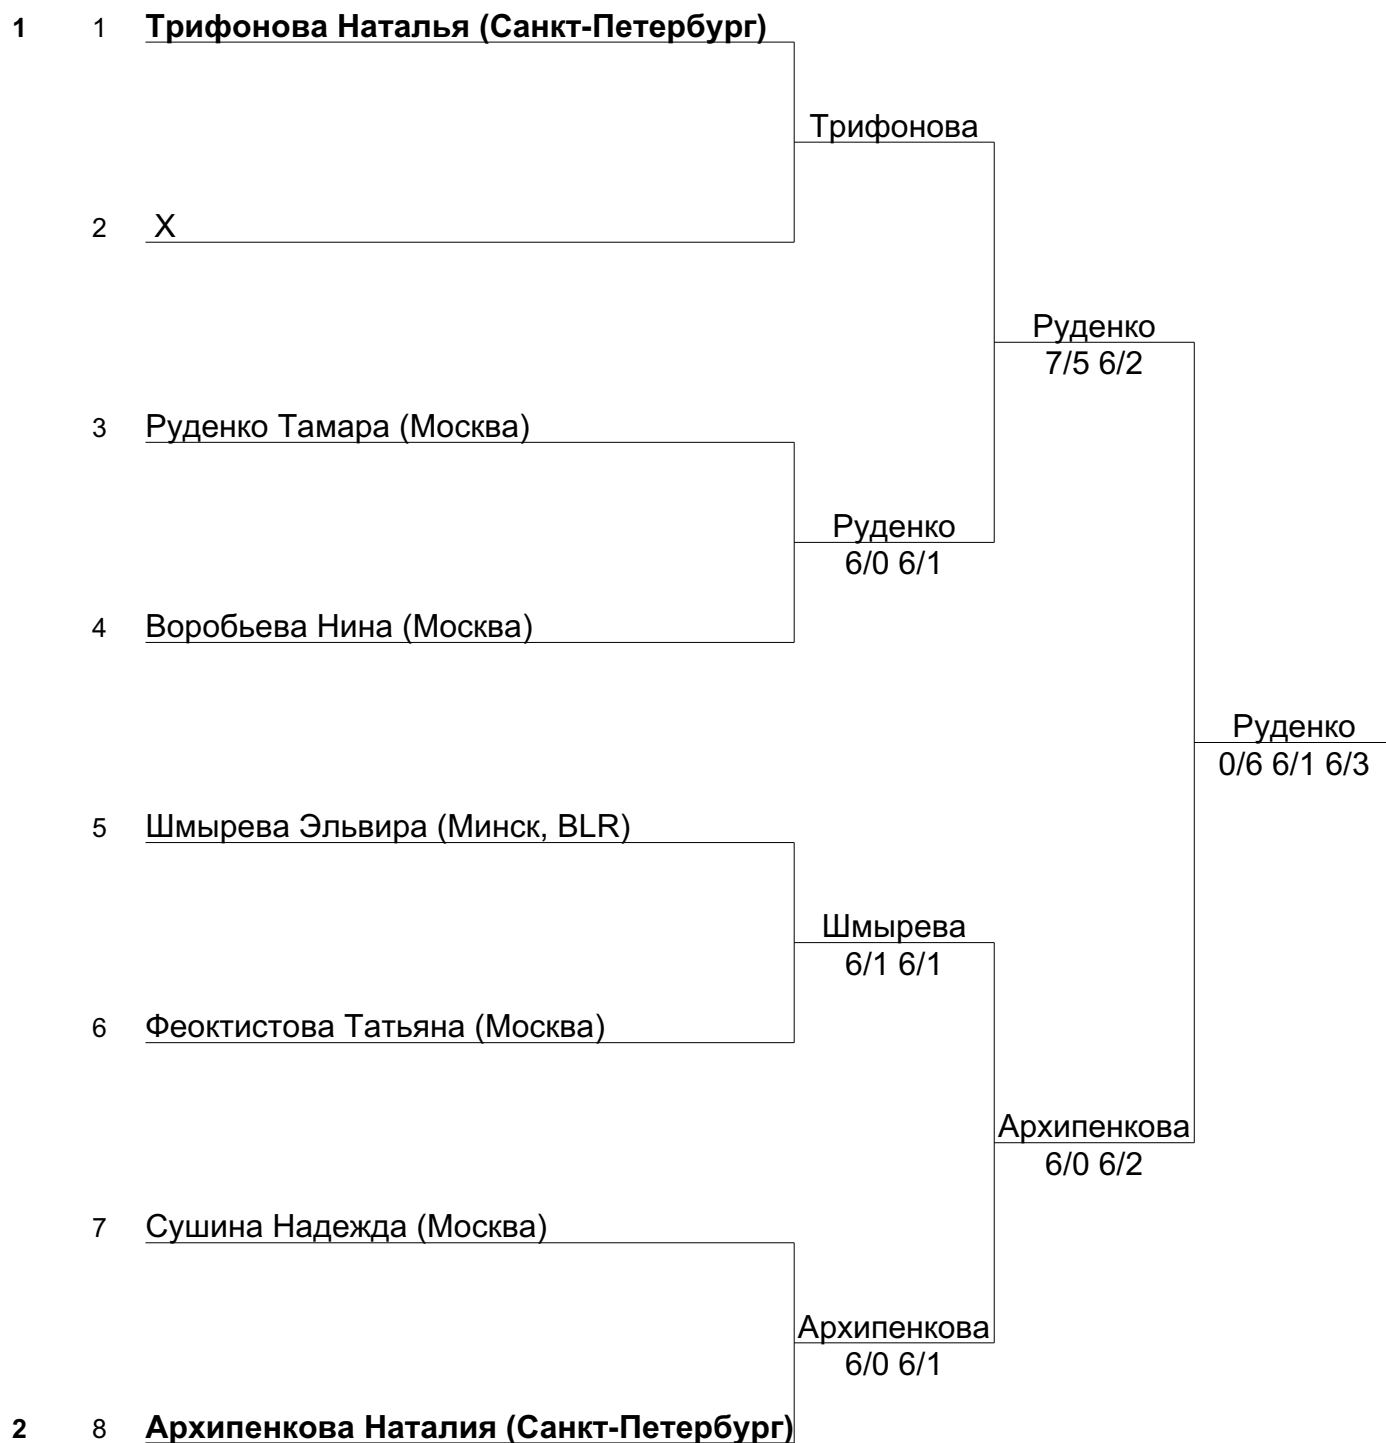 1 1 Трифонова Наталья (Санкт-Петербург)
Трифонова
2 X
Руденко
7/5 6/2
3 Руденко Тамара (Москва)
Руденко
6/0 6/1
4 Воробьева Нина (Москва)
Руденко
0/6 6/1 6/3
5 Шмырева Эльвира (Минск, BLR)
Шмырева
6/1 6/1
6 Феоктистова Татьяна (Москва)
Архипенкова
6/0 6/2
7 Сушина Надежда (Москва)
Архипенкова
6/0 6/1
2 8 Архипенкова Наталия (Санкт-Петербург)